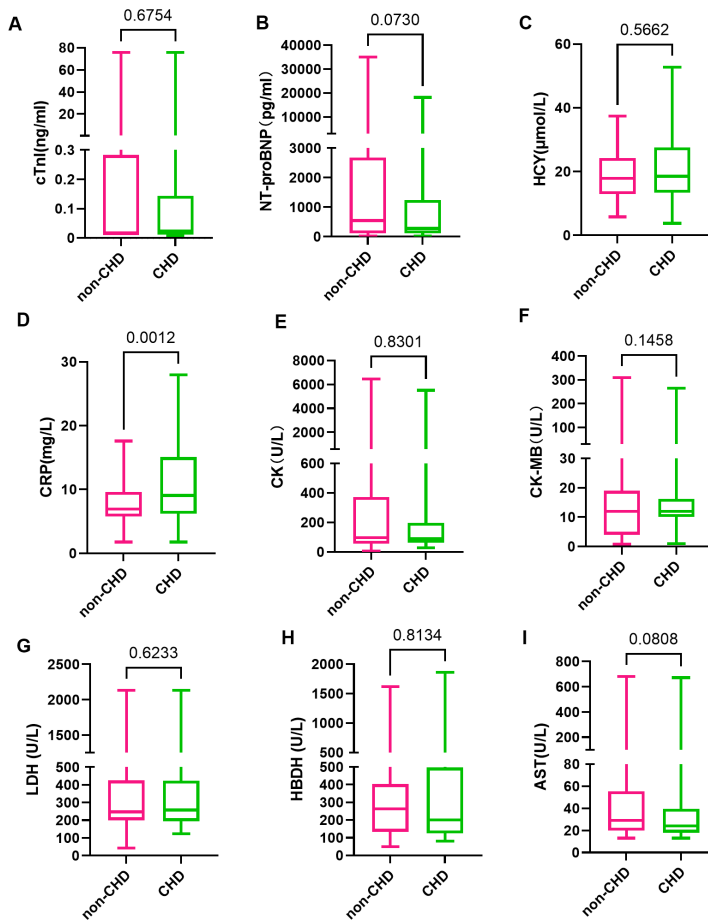 A
0.6754
cTnI(ng/ml)
80
60
40
20
0.3
0.2
0.1
0
non-CHD
CHD
B
0.0730
NT-proBNP(pg/ml)
40000
30000
20000
10000
3000
2000
1000
0
non-CHD
CHD
C
0.5662
HCY(μmol/L)
60
40
20
0
non-CHD
CHD
D
0.0012
CRP(mg/L)
30
20
10
0
non-CHD
CHD
E
0.8301
CK(U/L)
8000
6000
4000
2000
600
400
200
0
non-CHD
CHD
F
0.1458
CK-MB(U/L)
400
300
200
100
30
20
10
0
non-CHD
CHD
G
0.6233
LDH (U/L)
2500
2000
1500
1000
500
400
300
200
100
0
non-CHD
CHD
H
0.8134
HBDH (U/L)
2000
1500
1000
500
500
400
300
200
100
0
non-CHD
CHD
I
0.0808
AST(U/L)
800
600
400
200
80
60
40
20
non-CHD
CHD